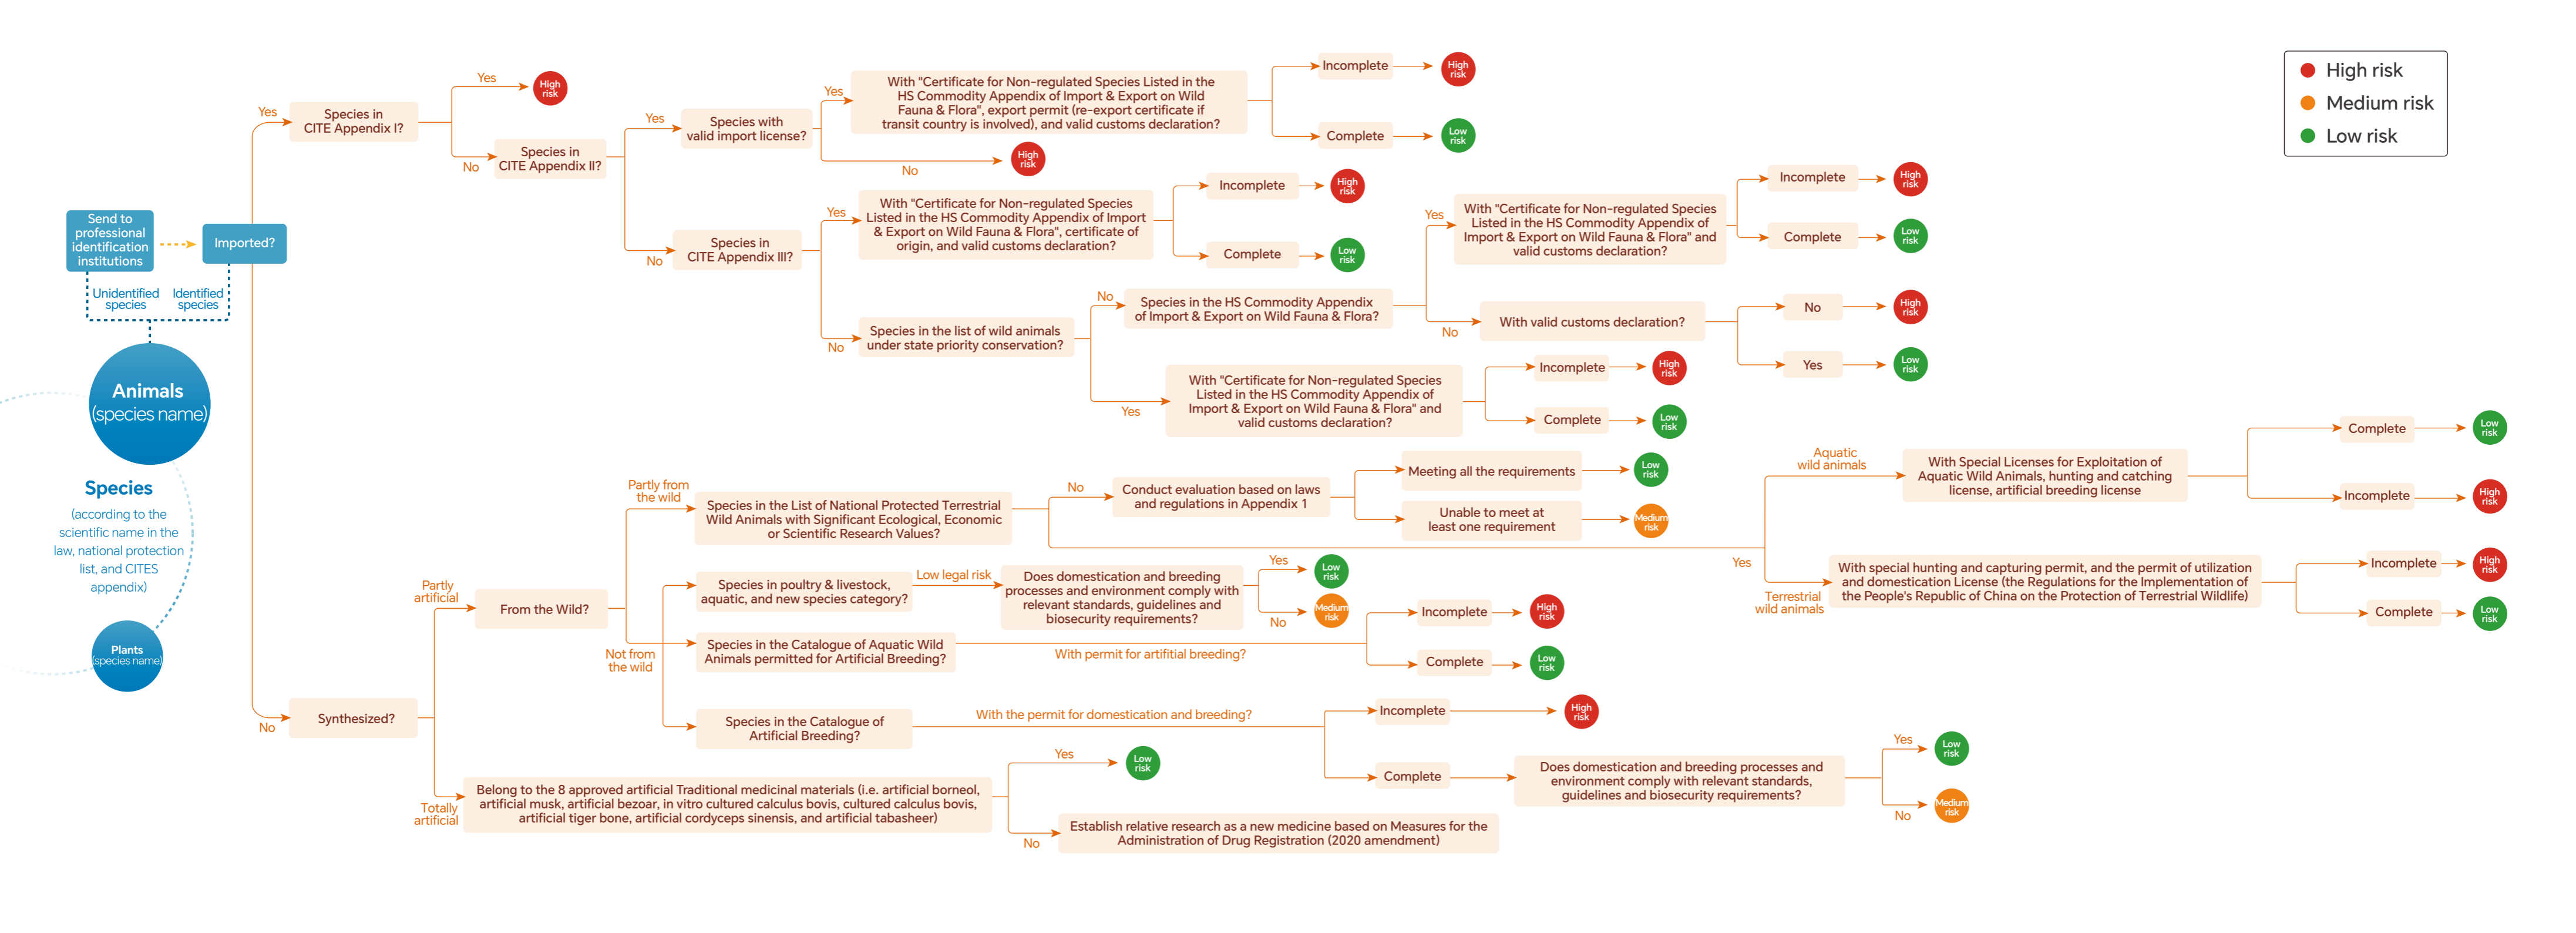 High risk
Medium risk
Low risk
Send to
professional
identification
institutions
Imported?
Unidentified
species
Identified
species
Animals
(species name)
Species
(according to the
scientific name in the
law, national protection
list, and CITES
appendix)
Plants
(species name)
Yes
Species in
CITE Appendix I?
Yes
High
risk
No
Species in
CITE Appendix II?
Yes
Species with
valid import license?
Yes
With "Certificate for Non-regulated Species Listed in the
HS Commodity Appendix of Import & Export on Wild
Fauna & Flora", export permit (re-export certificate if
transit country is involved), and valid customs declaration?
Incomplete
High
risk
Complete
Low
risk
No
High
risk
No
Species in
CITE Appendix III?
Yes
With "Certificate for Non-regulated Species
Listed in the HS Commodity Appendix of Import
& Export on Wild Fauna & Flora", certificate of
origin, and valid customs declaration?
Incomplete
High
risk
Complete
Low
risk
No
Species in the list of wild animals
under state priority conservation?
No
Species in the HS Commodity Appendix
of Import & Export on Wild Fauna & Flora?
Yes
With "Certificate for Non-regulated Species
Listed in the HS Commodity Appendix of
Import & Export on Wild Fauna & Flora" and
valid customs declaration?
Incomplete
High
risk
Complete
Low
risk
No
With valid customs declaration?
No
High
risk
Yes
Low
risk
Yes
With "Certificate for Non-regulated Species
Listed in the HS Commodity Appendix of
Import & Export on Wild Fauna & Flora" and
valid customs declaration?
Incomplete
High
risk
Complete
Low
risk
No
Synthesized?
Partly
artificial
From the Wild?
Partly from
the wild
Species in the List of National Protected Terrestrial
Wild Animals with Significant Ecological, Economic
or Scientific Research Values?
No
Conduct evaluation based on laws
and regulations in Appendix 1
Meeting all the requirements
Low
risk
Unable to meet at
least one requirement
Medium
risk
Yes
Aquatic
wild animals
With Special Licenses for Exploitation of
Aquatic Wild Animals, hunting and catching
license, artificial breeding license
Complete
Low
risk
Incomplete
High
risk
Terrestrial
wild animals
With special hunting and capturing permit, and the permit of utilization
and domestication License (the Regulations for the Implementation of
the People's Republic of China on the Protection of Terrestrial Wildlife)
Incomplete
High
risk
Complete
Low
risk
Not from
the wild
Species in poultry & livestock,
aquatic, and new species category?
Low legal risk
Does domestication and breeding
processes and environment comply with
relevant standards, guidelines and
biosecurity requirements?
Yes
Low
risk
No
Medium
risk
Species in the Catalogue of Aquatic Wild
Animals permitted for Artificial Breeding?
With permit for artifitial breeding?
Incomplete
High
risk
Complete
Low
risk
Species in the Catalogue of
Artificial Breeding?
With the permit for domestication and breeding?
Incomplete
High
risk
Complete
Does domestication and breeding processes and
environment comply with relevant standards,
guidelines and biosecurity requirements?
Yes
Low
risk
No
Medium
risk
Totally
artificial
Belong to the 8 approved artificial Traditional medicinal materials (i.e. artificial borneol,
artificial musk, artificial bezoar, in vitro cultured calculus bovis, cultured calculus bovis,
artificial tiger bone, artificial cordyceps sinensis, and artificial tabasheer)
Yes
Low
risk
No
Establish relative research as a new medicine based on Measures for the
Administration of Drug Registration (2020 amendment)